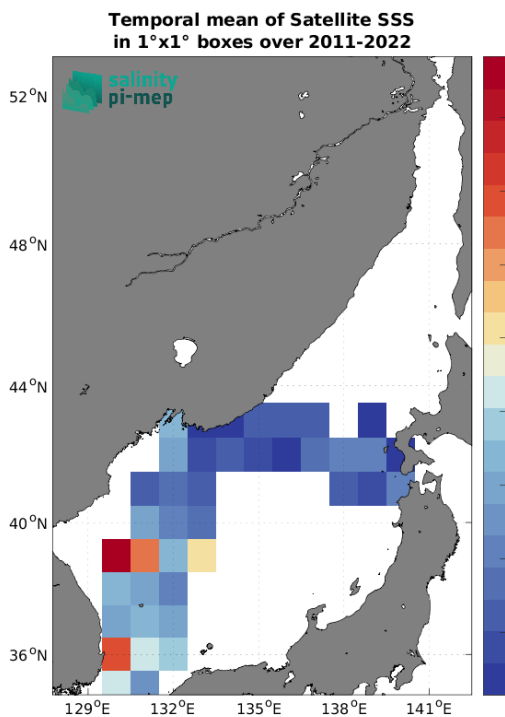 Temporal mean of Satellite SSS
in 1°x1° boxes over 2011-2022
salinity
pi-mep
52°N
48°N
44°N
40°N
36°N
129°E 132°E 135°E 138°E 141°E